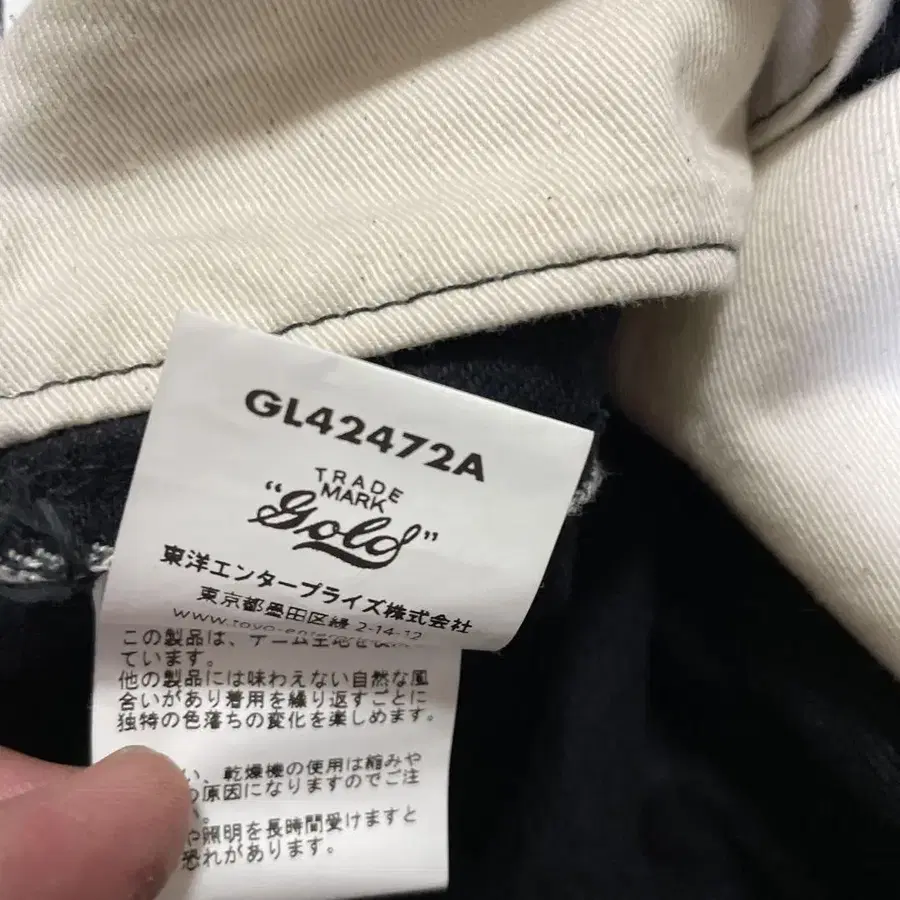 GL42472A
TRADE
MARK
"Gold"
東洋エンタープライズ株式会社
東京都墨田区緑 2-14-12
この製品は、
ています。
他の製品には味わえない自然な風
合いがあり着用を繰り返すごとに
独特の色落ちの変化を楽しめます。
い、乾燥機の使用は縮みや
の原因になりますのでご注
や照明を長時間受けますと
恐れがあります。